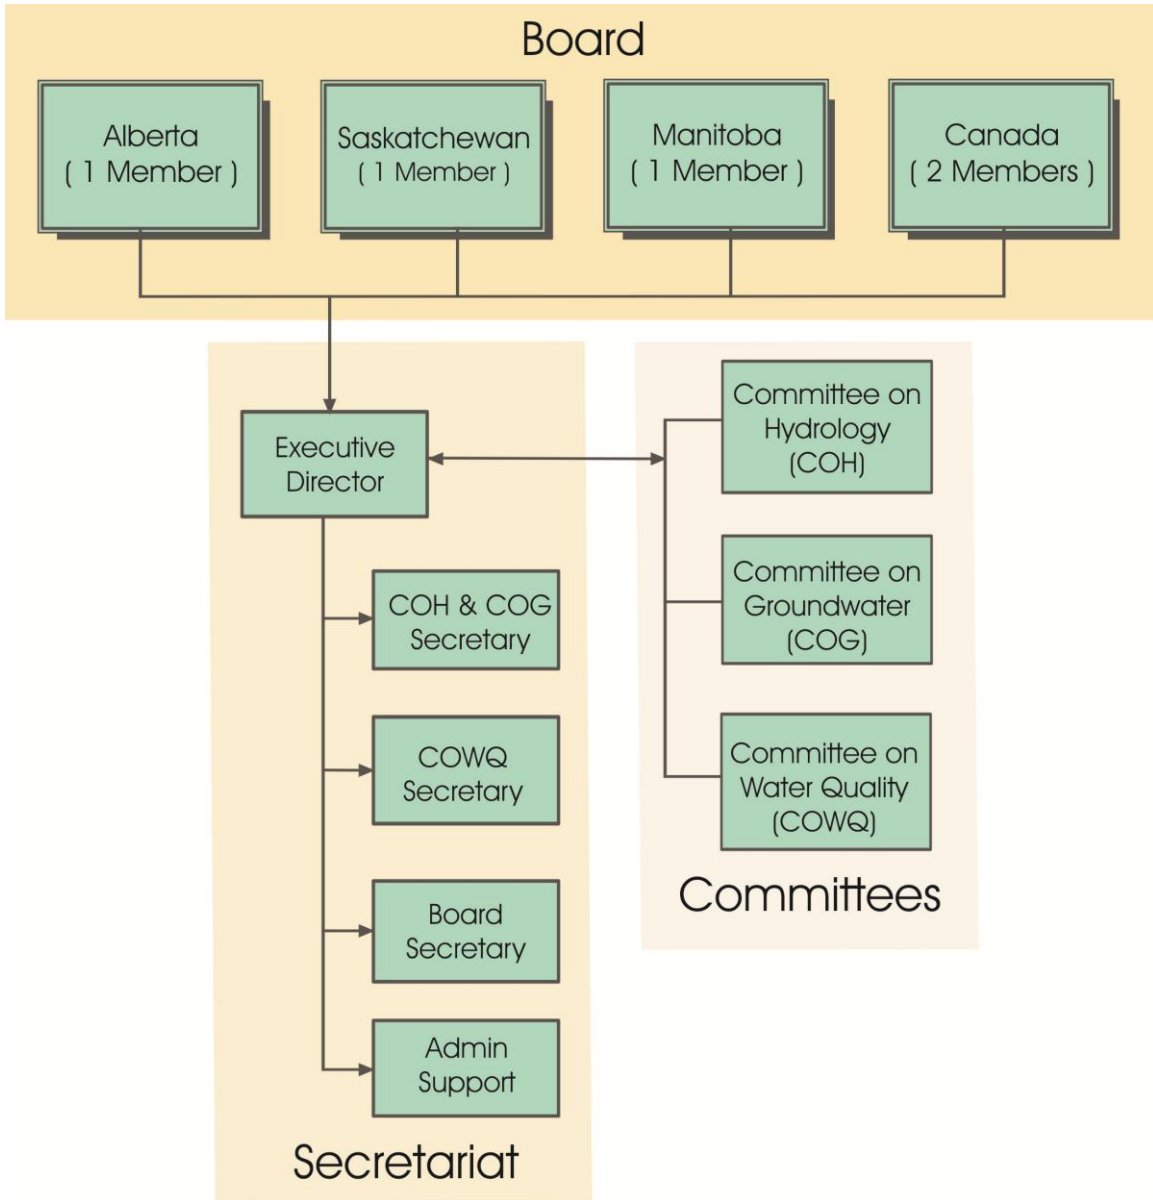 Board
Alberta
( 1 Member )
Saskatchewan
( 1 Member )
Manitoba
( 1 Member )
Canada
( 2 Members )
Executive
Director
COH & COG
Secretary
COWQ
Secretary
Board
Secretary
Admin
Support
Secretariat
Committee on
Hydrology
(COH)
Committee on
Groundwater
(COG)
Committee on
Water Quality
(COWQ)
Committees